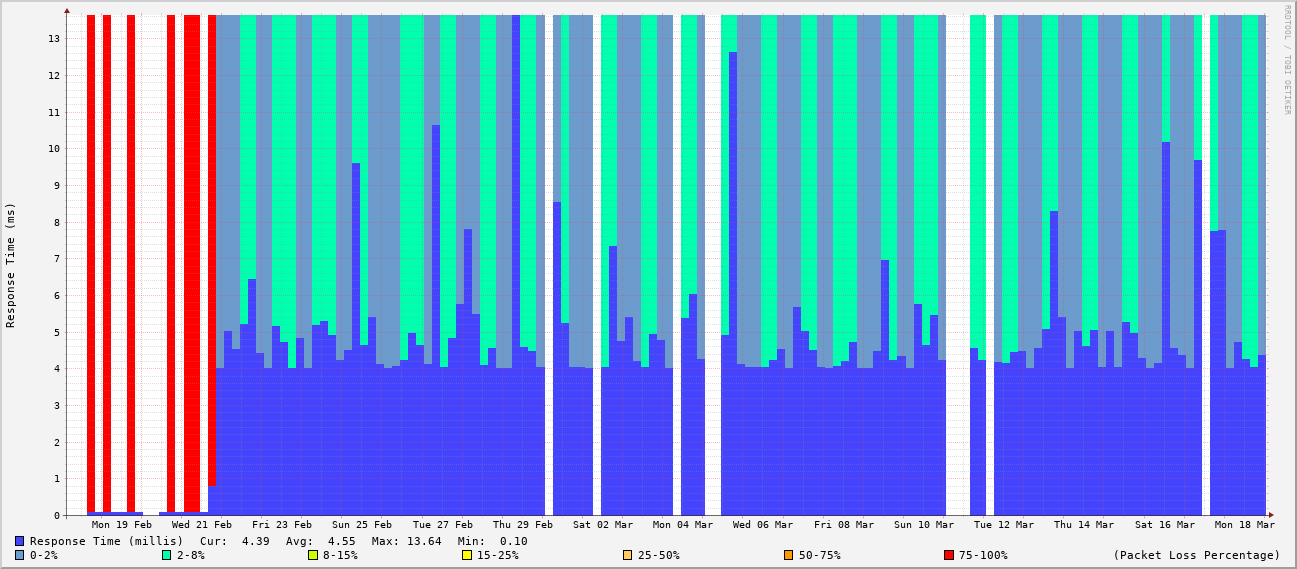 RRDTOOL / TOBI OETIKER
Response Time (ms)
13
12
11
10
9
8
7
6
5
4
3
2
1
0
Mon 19 Feb Wed 21 Feb Fri 23 Feb Sun 25 Feb Tue 27 Feb Thu 29 Feb Sat 02 Mar Mon 04 Mar Wed 06 Mar Fri 08 Mar Sun 10 Mar Tue 12 Mar Thu 14 Mar Sat 16 Mar Mon 18 Mar
Response Time (millis) Cur: 4.39 Avg: 4.55 Max: 13.64 Min: 0.10
0-2% 2-8% 8-15% 15-25% 25-50% 50-75% 75-100% (Packet Loss Percentage)